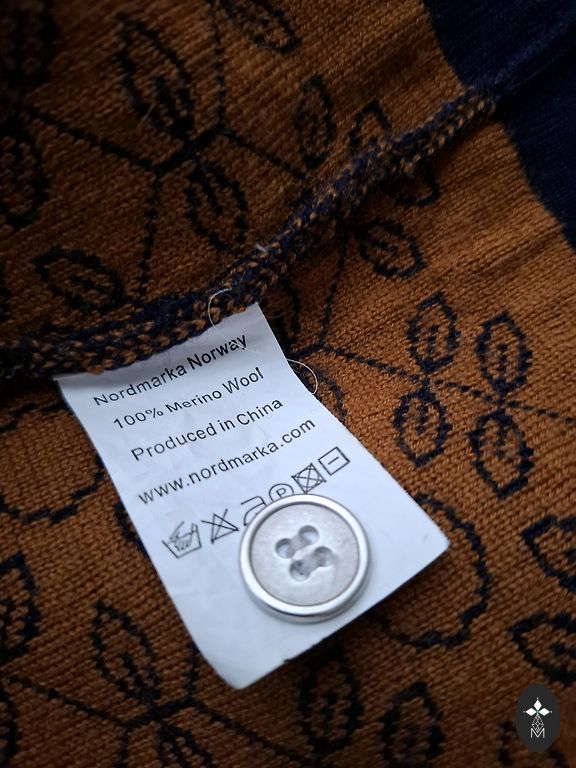 Nordmarka Norway
100% Merino Wool
Produced in China
www.nordmarka.com
P
M